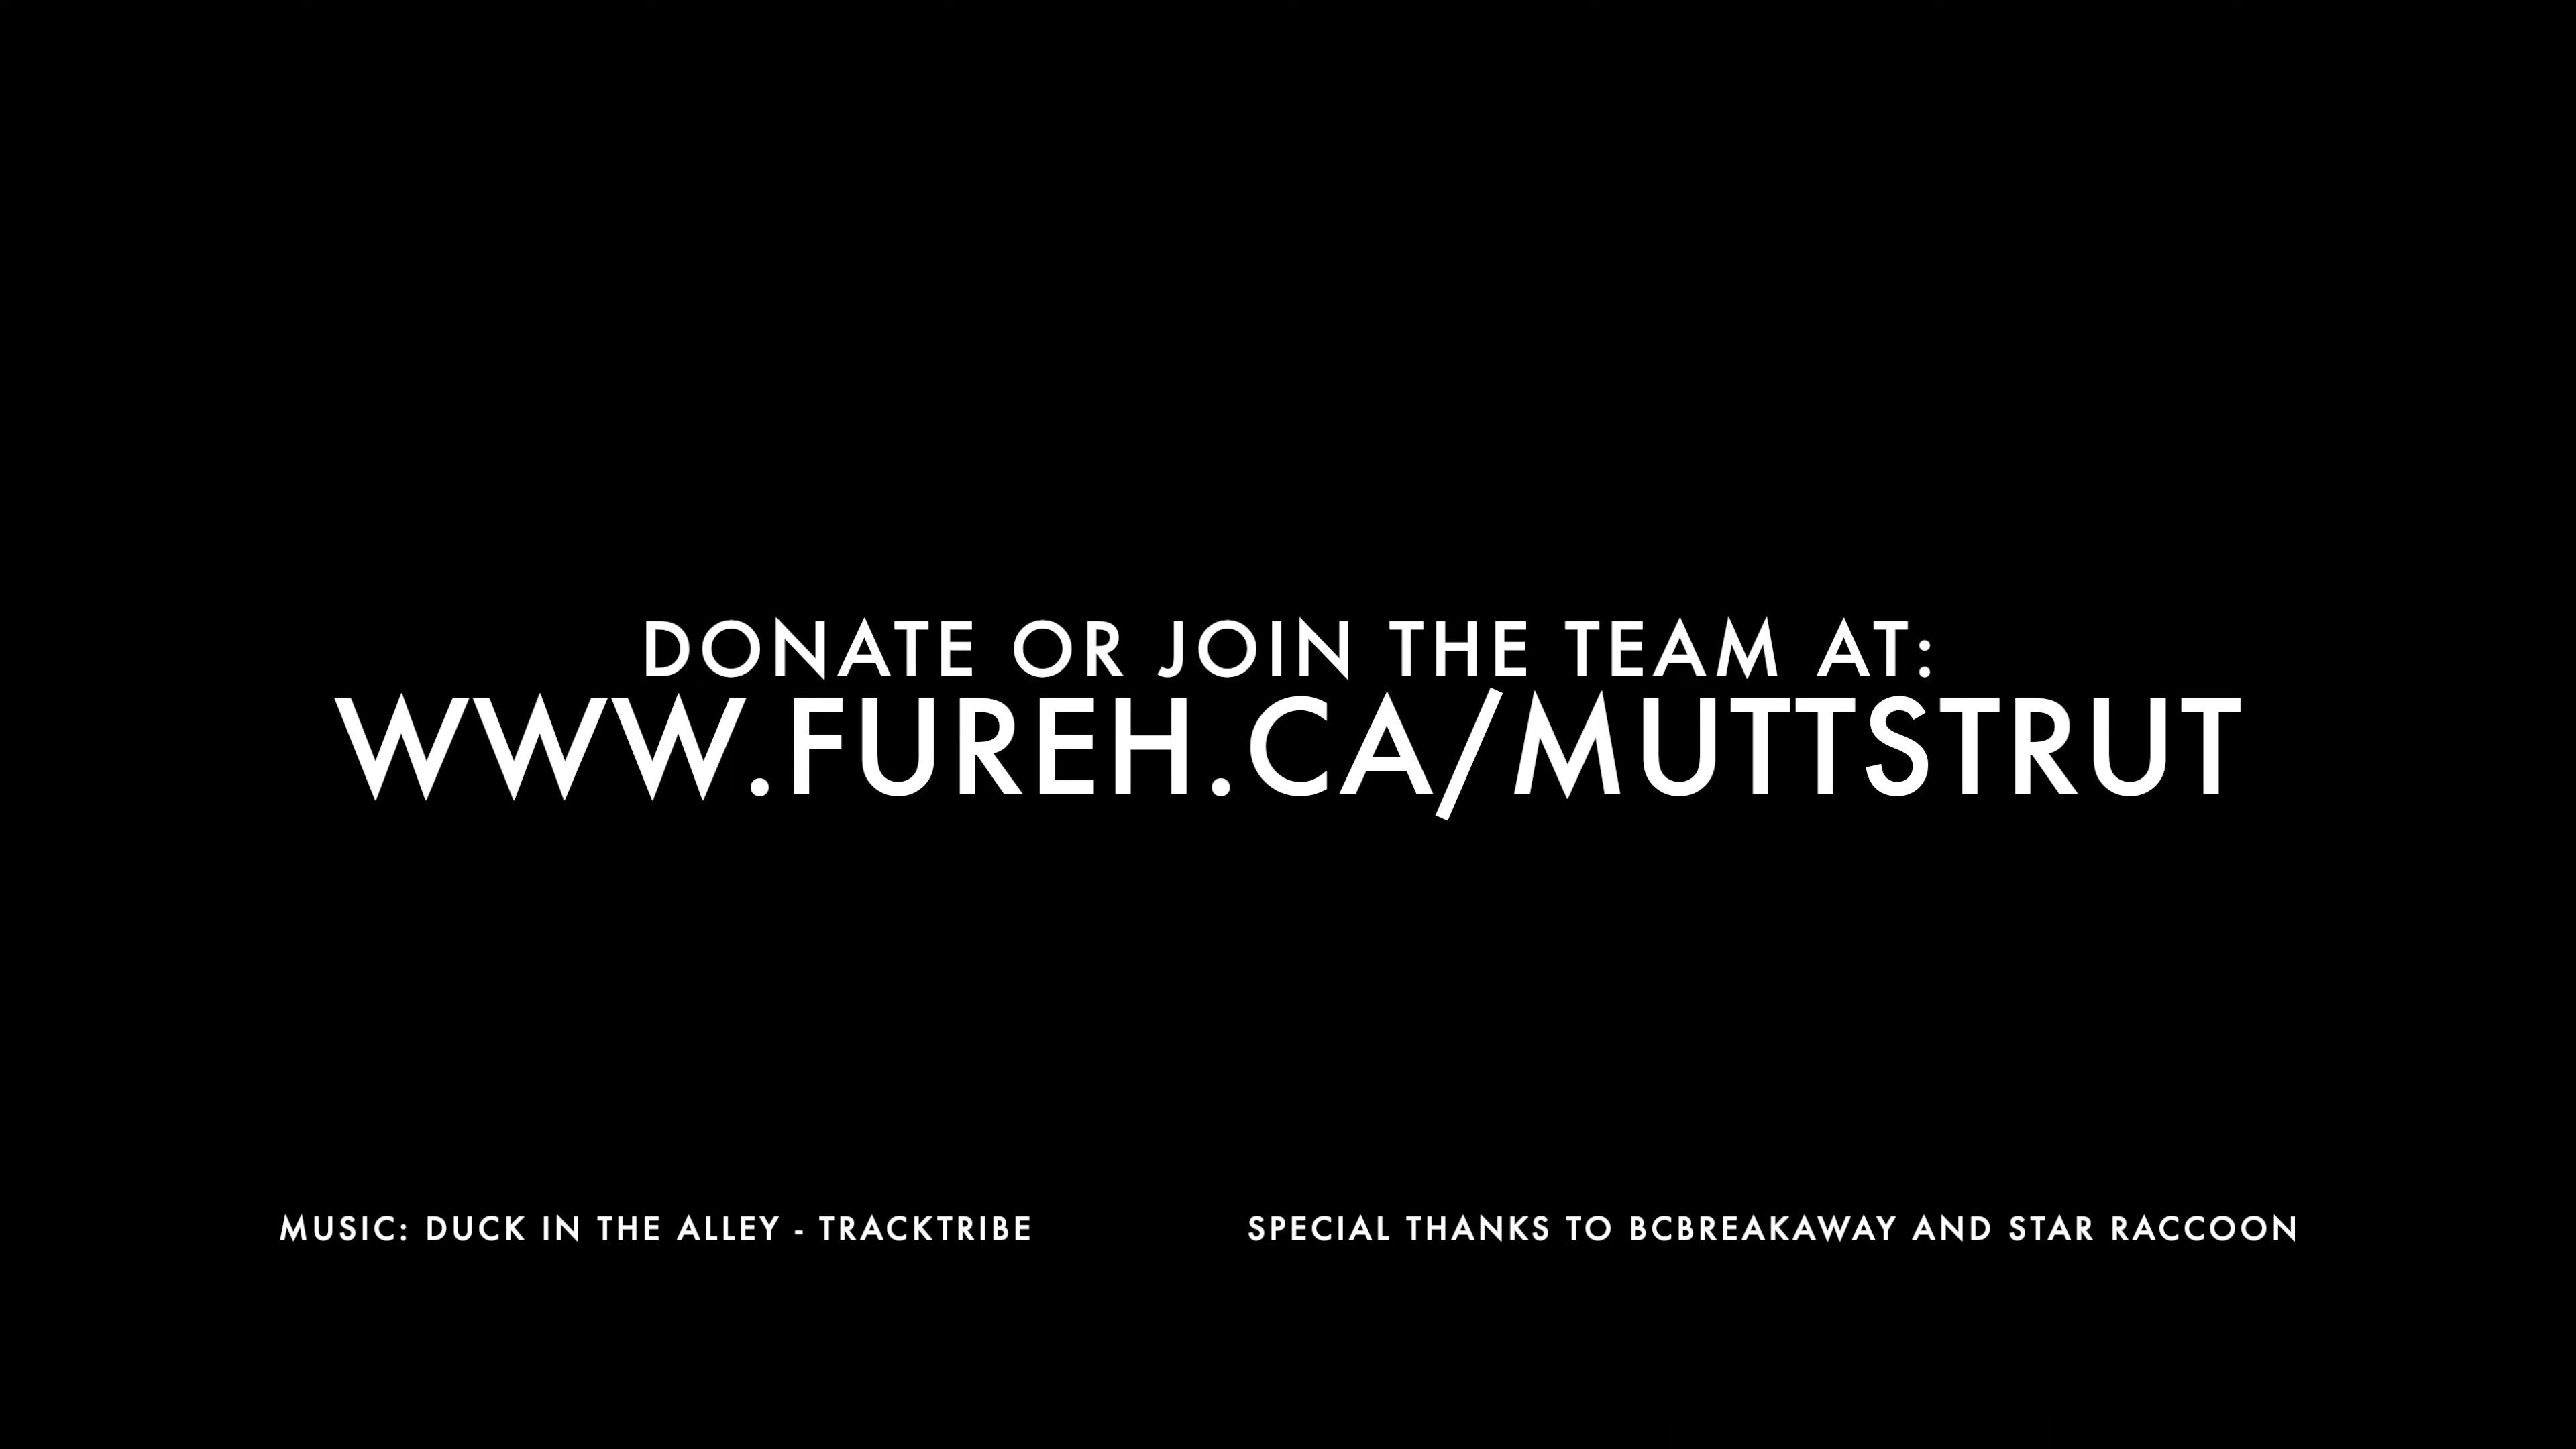 DONATE OR JOIN THE TEAM AT:
WWW.FUREH.CA/MUTTSTRUT
MUSIC: DUCK IN THE ALLEY - TRACKTRIBE
SPECIAL THANKS TO BCBREAKAWAY AND STAR RACCOON